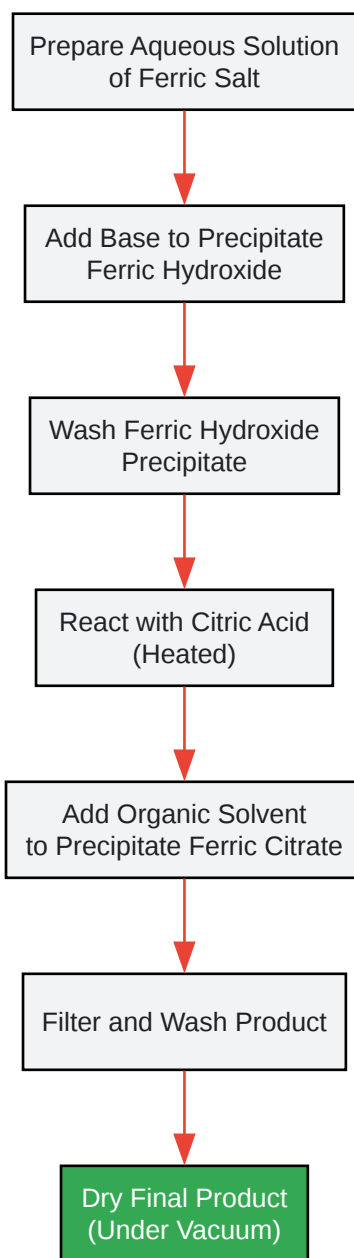 Prepare Aqueous Solution
of Ferric Salt
Add Base to Precipitate
Ferric Hydroxide
Wash Ferric Hydroxide
Precipitate
React with Citric Acid
(Heated)
Add Organic Solvent
to Precipitate Ferric Citrate
Filter and Wash Product
Dry Final Product
(Under Vacuum)